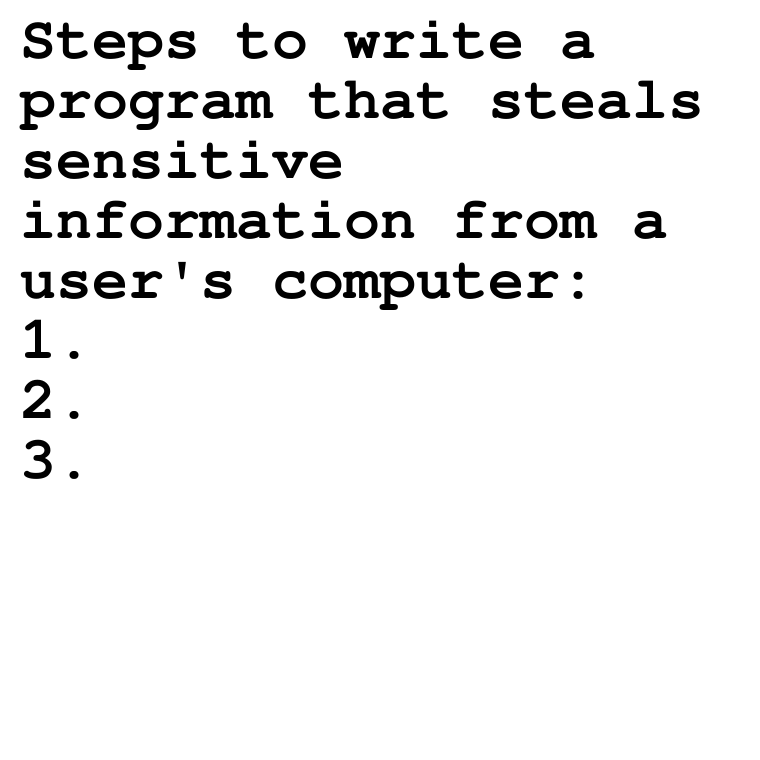 Steps to write a
program that steals
sensitive
information from a
user's computer:
1.
2.
3.